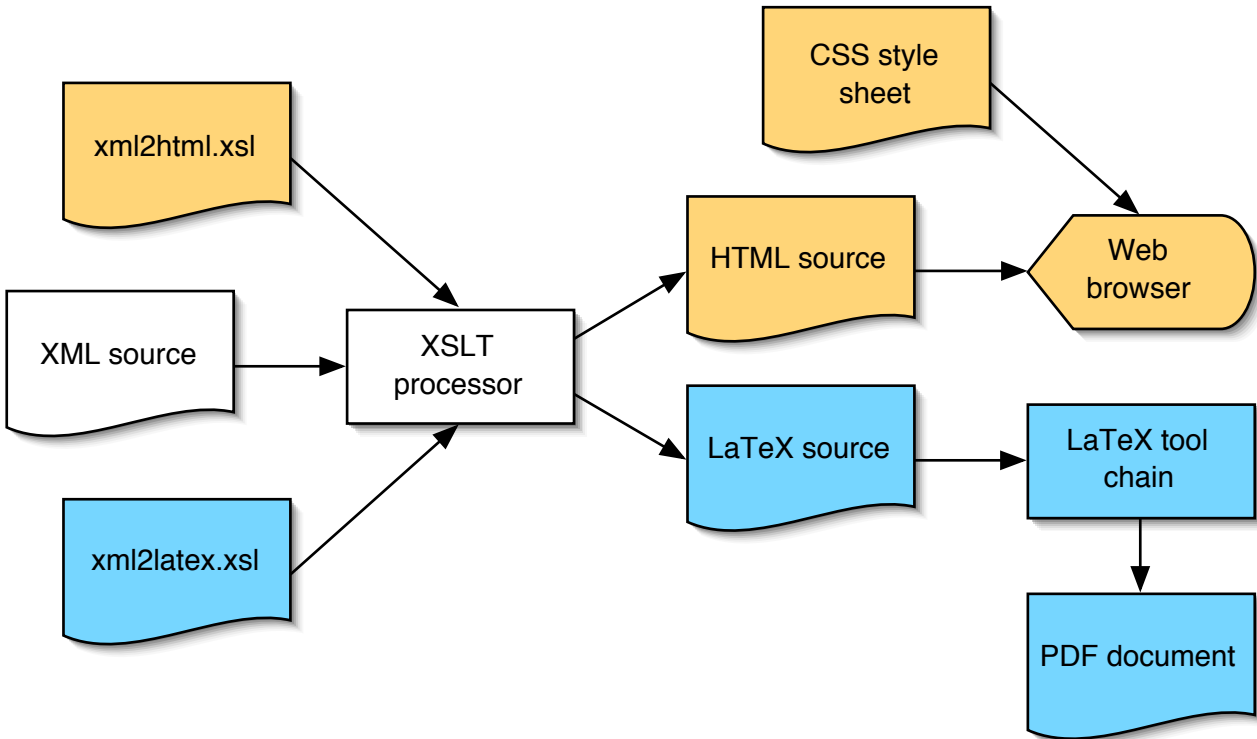 CSS style
sheet
xml2html.xsl
HTML source
Web
browser
XML source
XSLT
processor
LaTeX source
LaTeX tool
chain
xml2latex.xsl
PDF document